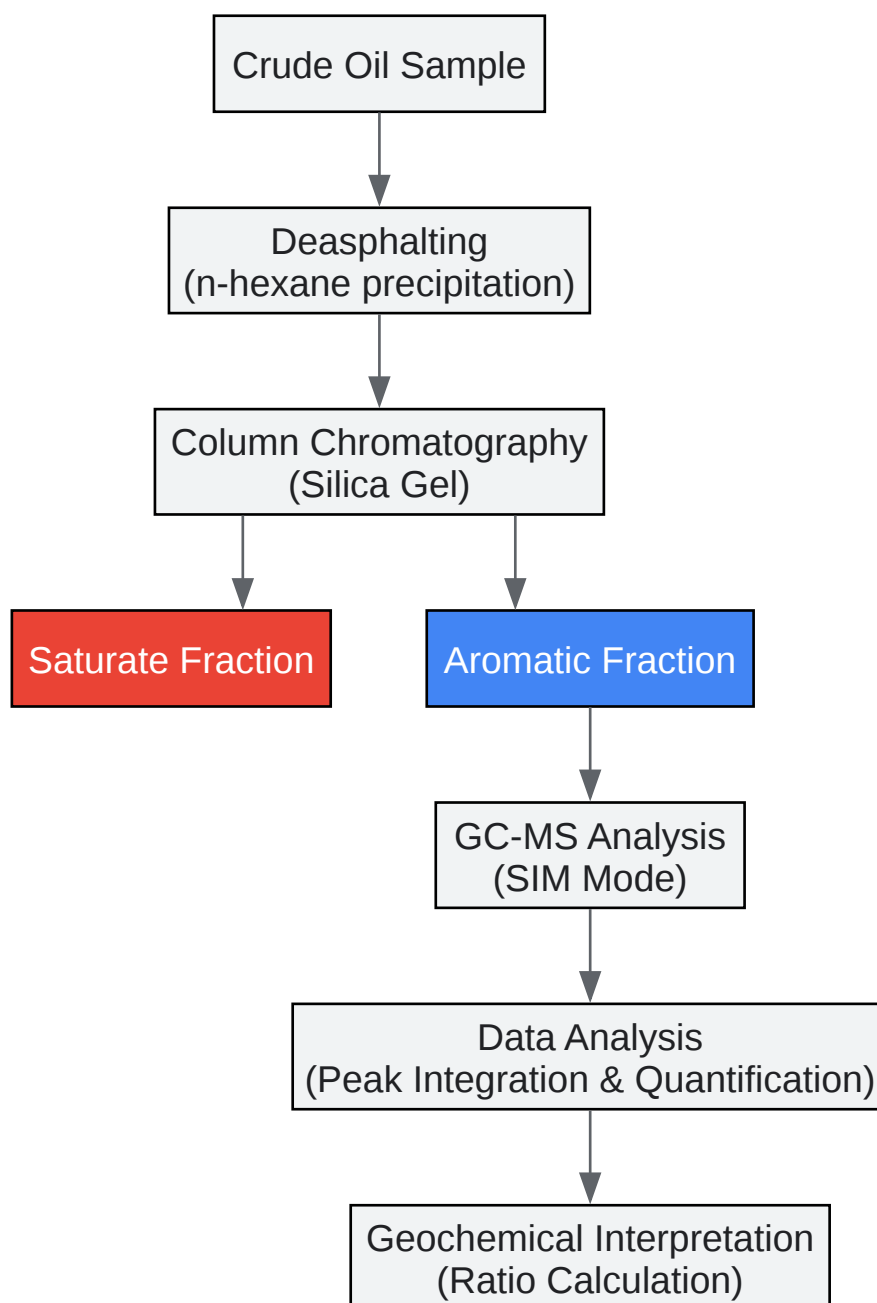 Crude Oil Sample
Deasphalting
(n-hexane precipitation)
Column Chromatography
(Silica Gel)
Saturate Fraction
Aromatic Fraction
GC-MS Analysis
(SIM Mode)
Data Analysis
(Peak Integration & Quantification)
Geochemical Interpretation
(Ratio Calculation)